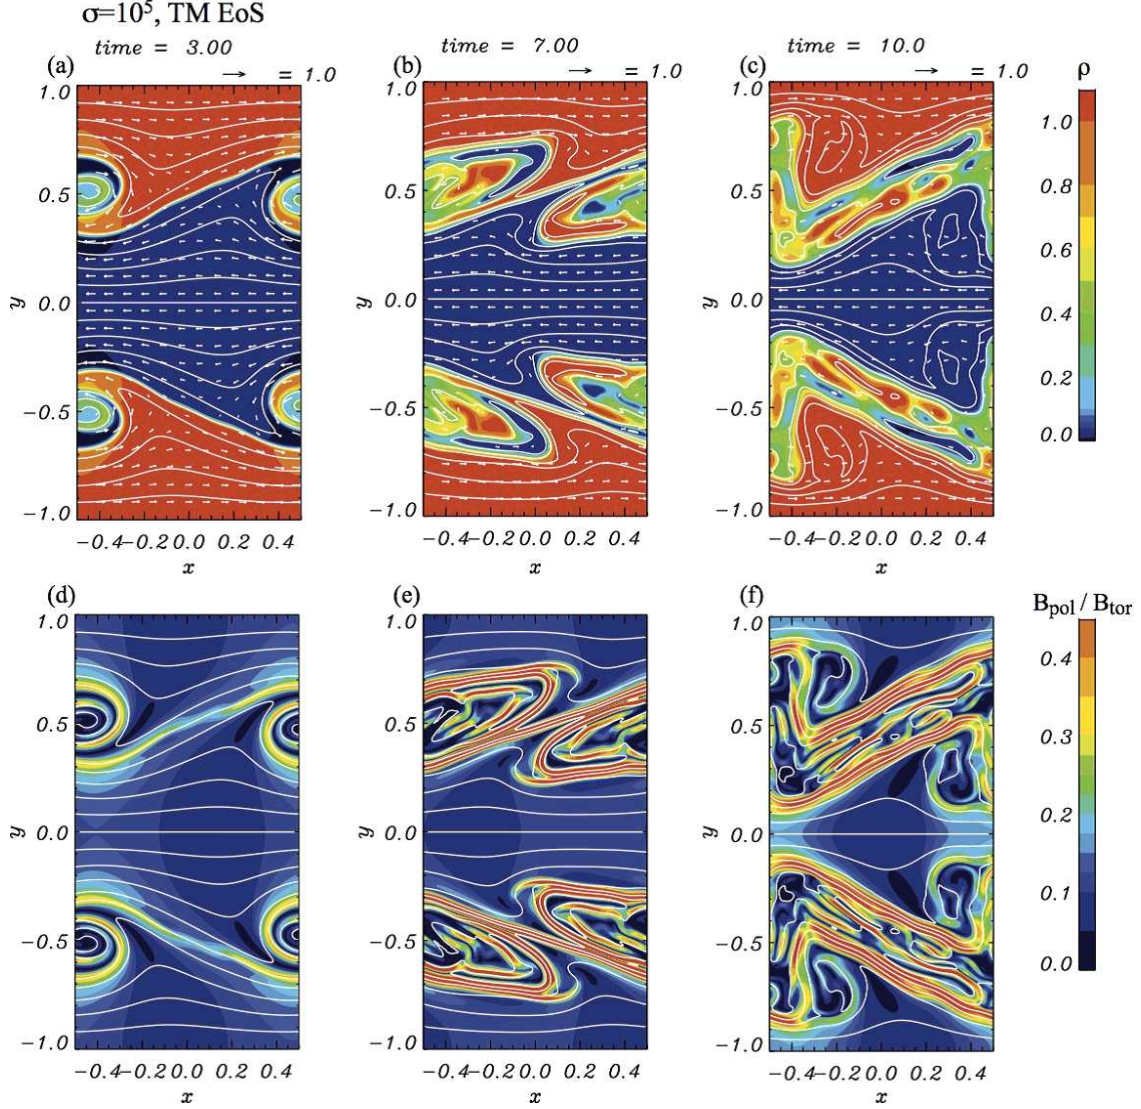 σ=10⁵, TM EoS
time = 3.00
time = 7.00
time = 10.0
(a)
→ = 1.0
(b)
→ = 1.0
(c)
→ = 1.0
ρ
1.0
0.5
0.0
−0.5
−1.0
y
−0.4 −0.2 0.0 0.2 0.4
x
1.0
0.5
0.0
−0.5
−1.0
y
−0.4 −0.2 0.0 0.2 0.4
x
1.0
0.5
0.0
−0.5
−1.0
y
−0.4 −0.2 0.0 0.2 0.4
x
1.0
0.8
0.6
0.4
0.2
0.0
(d)
(e)
(f)
B_pol / B_tor
1.0
0.5
0.0
−0.5
−1.0
y
−0.4 −0.2 0.0 0.2 0.4
x
1.0
0.5
0.0
−0.5
−1.0
y
−0.4 −0.2 0.0 0.2 0.4
x
1.0
0.5
0.0
−0.5
−1.0
y
−0.4 −0.2 0.0 0.2 0.4
x
0.4
0.3
0.2
0.1
0.0